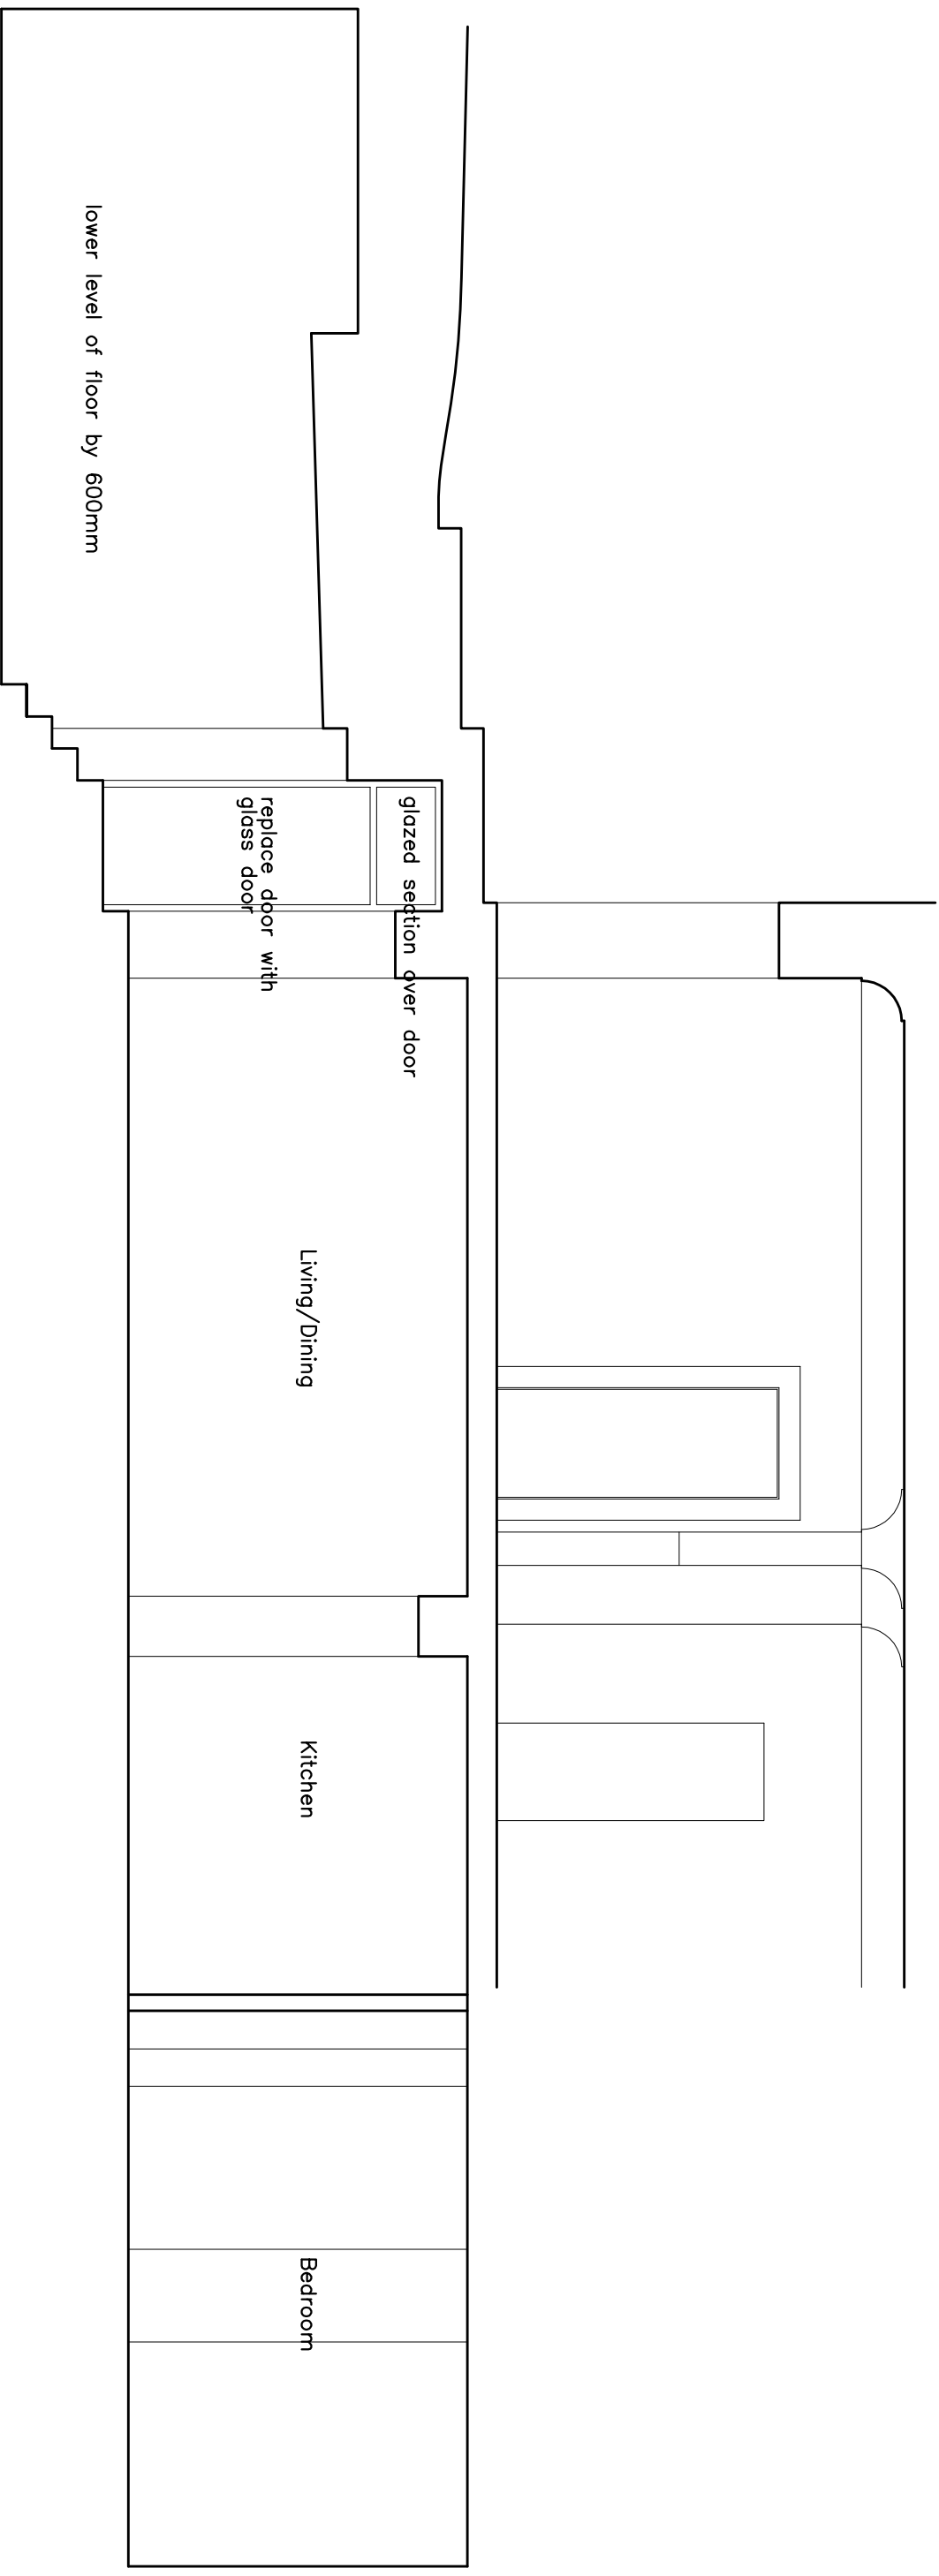 lower level of floor by 600mm
glazed section over door
replace door with
glass door
Living/Dining
Kitchen
Bedroom